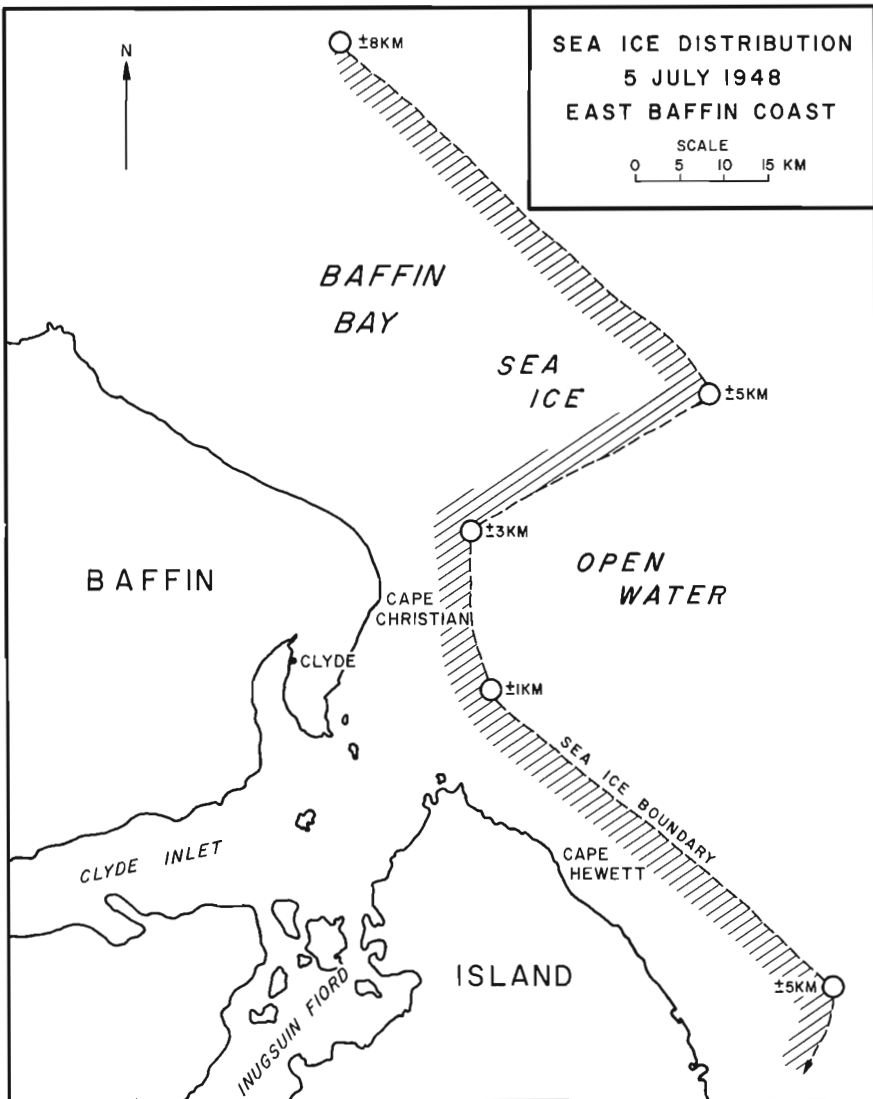 N
±8KM
SEA ICE DISTRIBUTION
5 JULY 1948
EAST BAFFIN COAST
SCALE
0 5 10 15 KM
BAFFIN
BAY
SEA
ICE
±5KM
±3KM
BAFFIN
OPEN
WATER
CAPE
CHRISTIAN
CLYDE
±1KM
SEA ICE BOUNDARY
CLYDE INLET
CAPE
HEWETT
ISLAND
±5KM
INUGSUIN FIORD